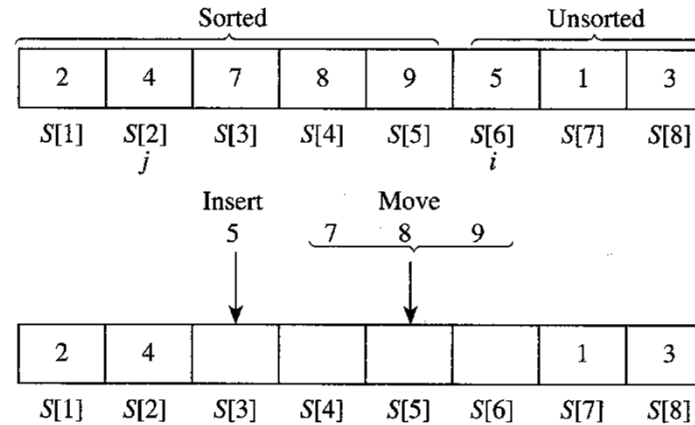 Sorted Unsorted
2 4 7 8 9 5 1 3
S[1] S[2] S[3] S[4] S[5] S[6] S[7] S[8]
j i
Insert Move
5 7 8 9
2 4 1 3
S[1] S[2] S[3] S[4] S[5] S[6] S[7] S[8]